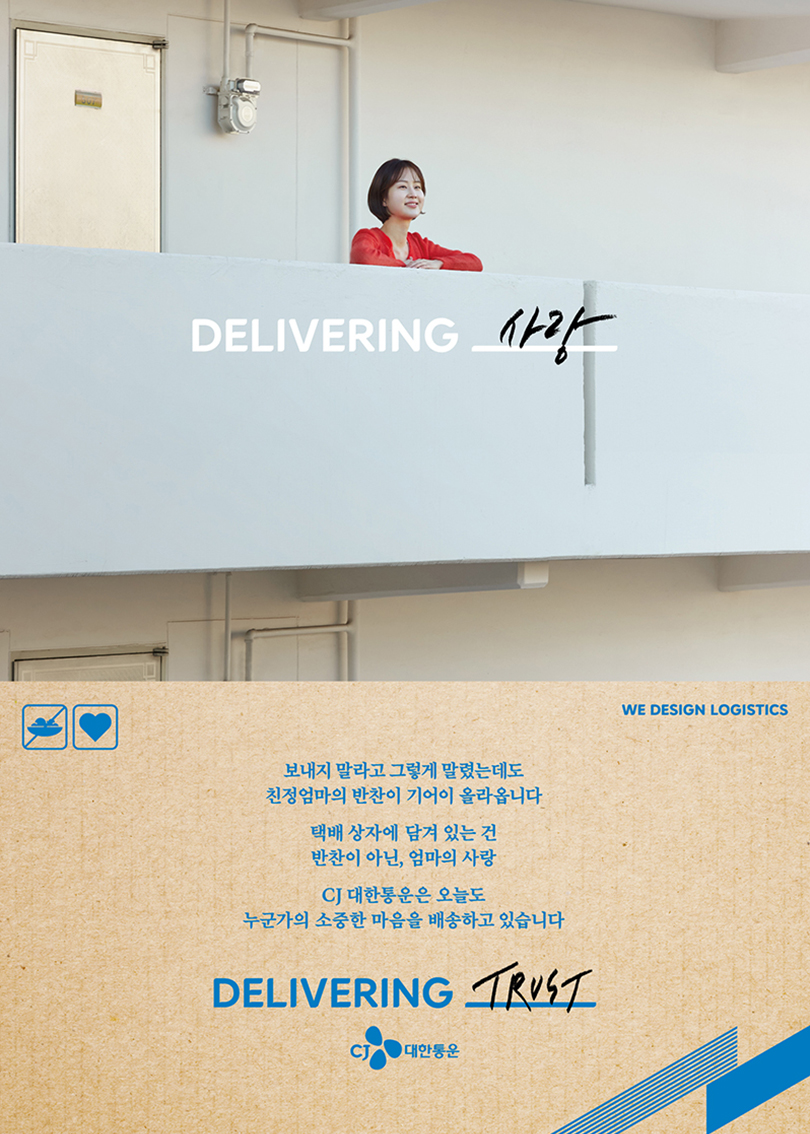 DELIVERING 사랑
WE DESIGN LOGISTICS
보내지 말라고 그렇게 말렸는데도
친정엄마의 반찬이 기어이 올라옵니다
택배 상자에 담겨 있는 건
반찬이 아닌, 엄마의 사랑
CJ 대한통운은 오늘도
누군가의 소중한 마음을 배송하고 있습니다
DELIVERING TRUST
CJ 대한통운